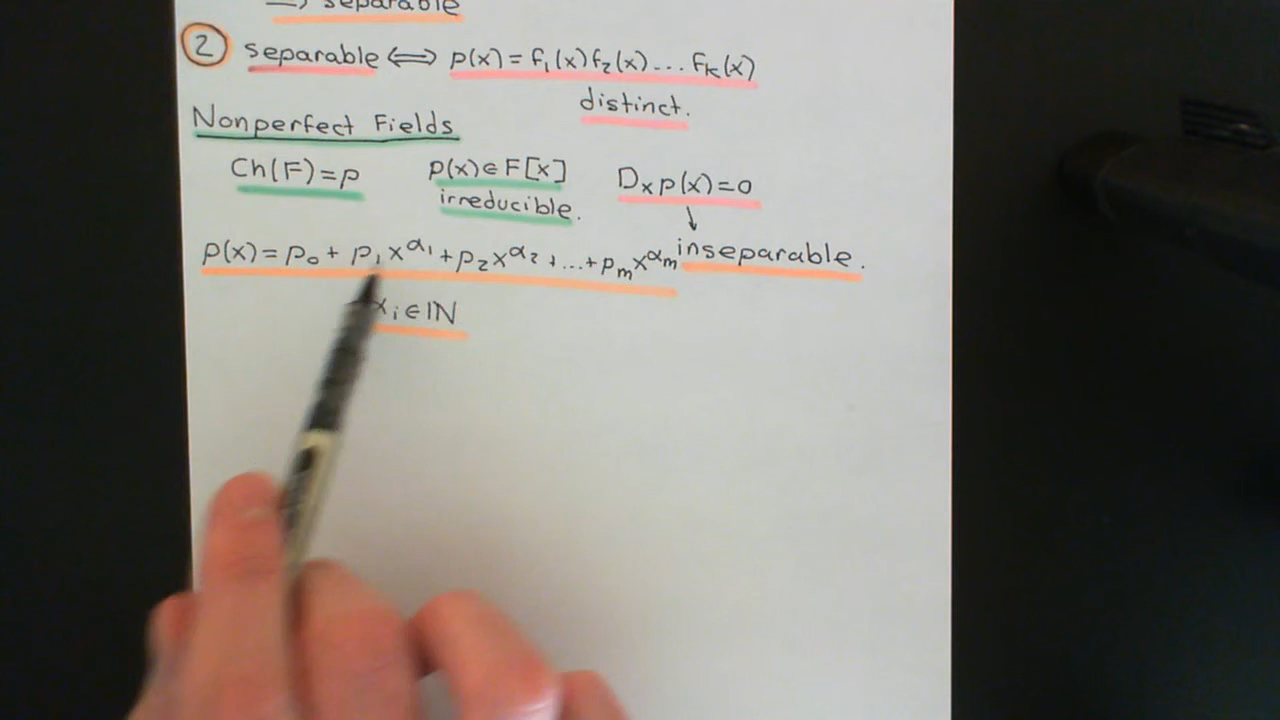 => separable
2 separable <=> p(x) = f₁(x)f₂(x)...fₖ(x)
distinct.
Nonperfect Fields
Ch(F)=p p(x)∈F[x] Dₓp(x)=0
irreducible. ↓
p(x) = p₀ + p₁x^α₁ + p₂x^α₂ + ... + pₘx^αₘ inseparable.
αᵢ∈ℕ